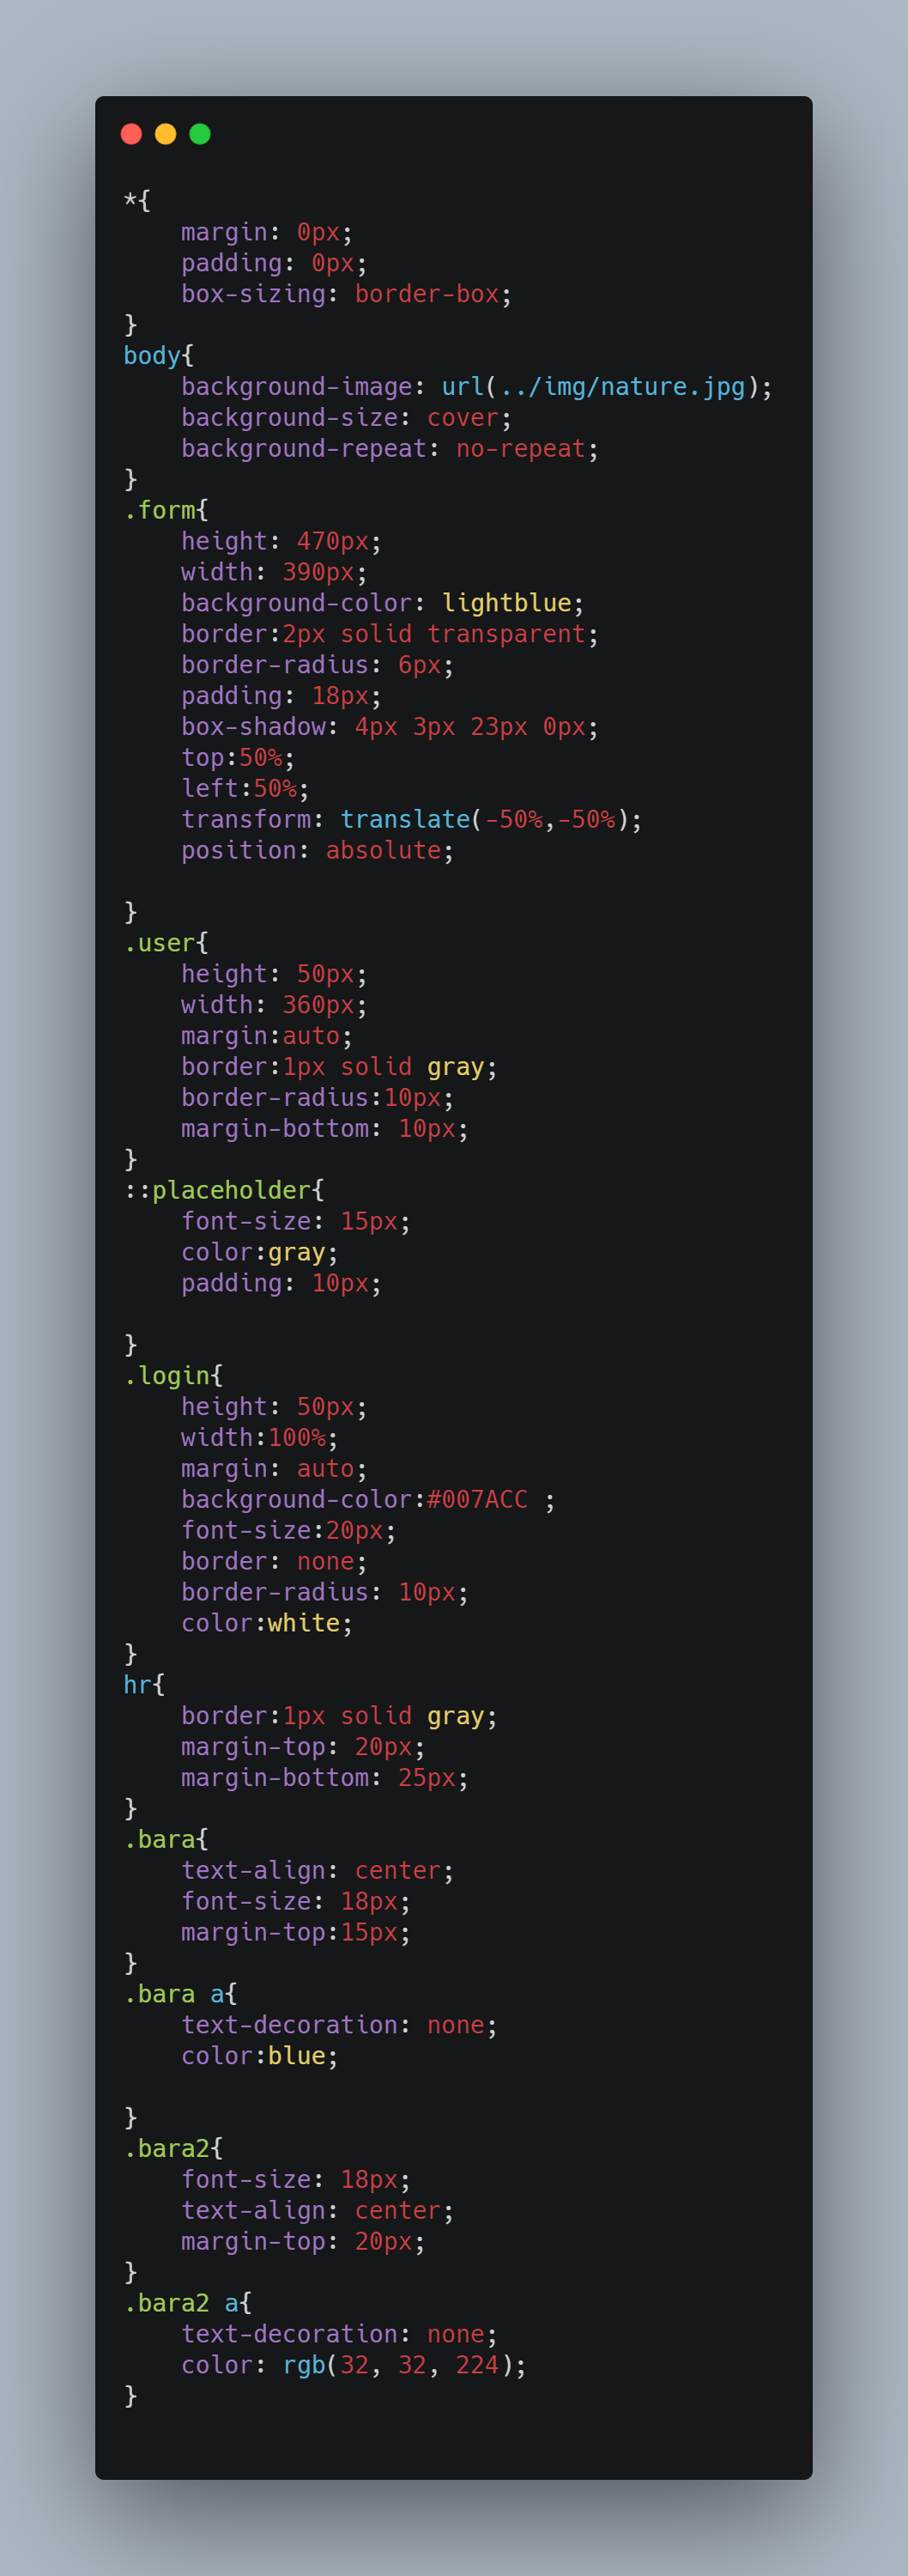 *{
    margin: 0px;
    padding: 0px;
    box-sizing: border-box;
}
body{
    background-image: url(../img/nature.jpg);
    background-size: cover;
    background-repeat: no-repeat;
}
.form{
    height: 470px;
    width: 390px;
    background-color: lightblue;
    border:2px solid transparent;
    border-radius: 6px;
    padding: 18px;
    box-shadow: 4px 3px 23px 0px;
    top:50%;
    left:50%;
    transform: translate(-50%,-50%);
    position: absolute;

}
.user{
    height: 50px;
    width: 360px;
    margin:auto;
    border:1px solid gray;
    border-radius:10px;
    margin-bottom: 10px;
}
::placeholder{
    font-size: 15px;
    color:gray;
    padding: 10px;

}
.login{
    height: 50px;
    width:100%;
    margin: auto;
    background-color:#007ACC ;
    font-size:20px;
    border: none;
    border-radius: 10px;
    color:white;
}
hr{
    border:1px solid gray;
    margin-top: 20px;
    margin-bottom: 25px;
}
.bara{
    text-align: center;
    font-size: 18px;
    margin-top:15px;
}
.bara a{
    text-decoration: none;
    color:blue;

}
.bara2{
    font-size: 18px;
    text-align: center;
    margin-top: 20px;
}
.bara2 a{
    text-decoration: none;
    color: rgb(32, 32, 224);
}